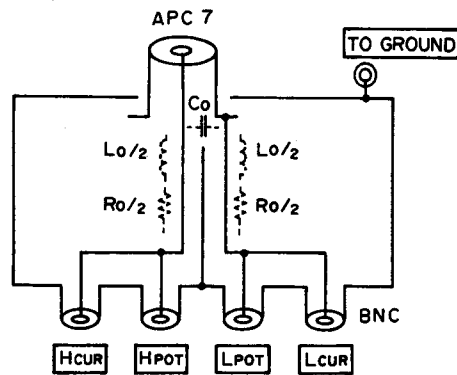 APC 7
TO GROUND
Co
Lo/2
Lo/2
Ro/2
Ro/2
BNC
HCUR
HPOT
LPOT
LCUR